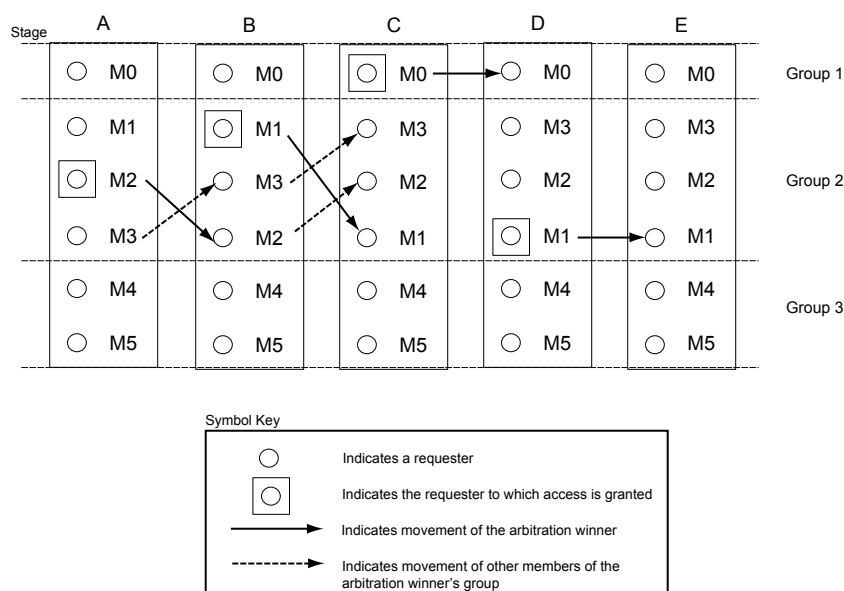 Stage A B C D E
M0 M0 M0 M0 M0 Group 1
M1 M1 M3 M3 M3
M2 M3 M2 M2 M2 Group 2
M3 M2 M1 M1 M1
M4 M4 M4 M4 M4 Group 3
M5 M5 M5 M5 M5
Symbol Key
Indicates a requester
Indicates the requester to which access is granted
Indicates movement of the arbitration winner
Indicates movement of other members of the
arbitration winner's group